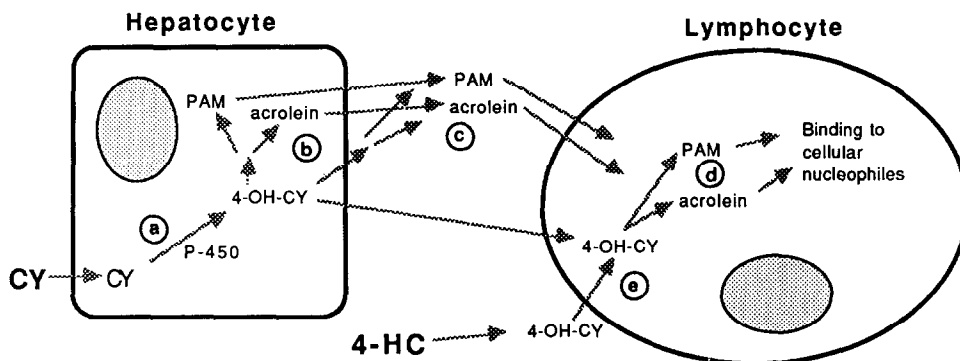 Hepatocyte
Lymphocyte
PAM
acrolein
b
4-OH-CY
a
P-450
CY
CY
PAM
acrolein
c
PAM
d
acrolein
Binding to
cellular
nucleophiles
4-OH-CY
e
4-HC
4-OH-CY